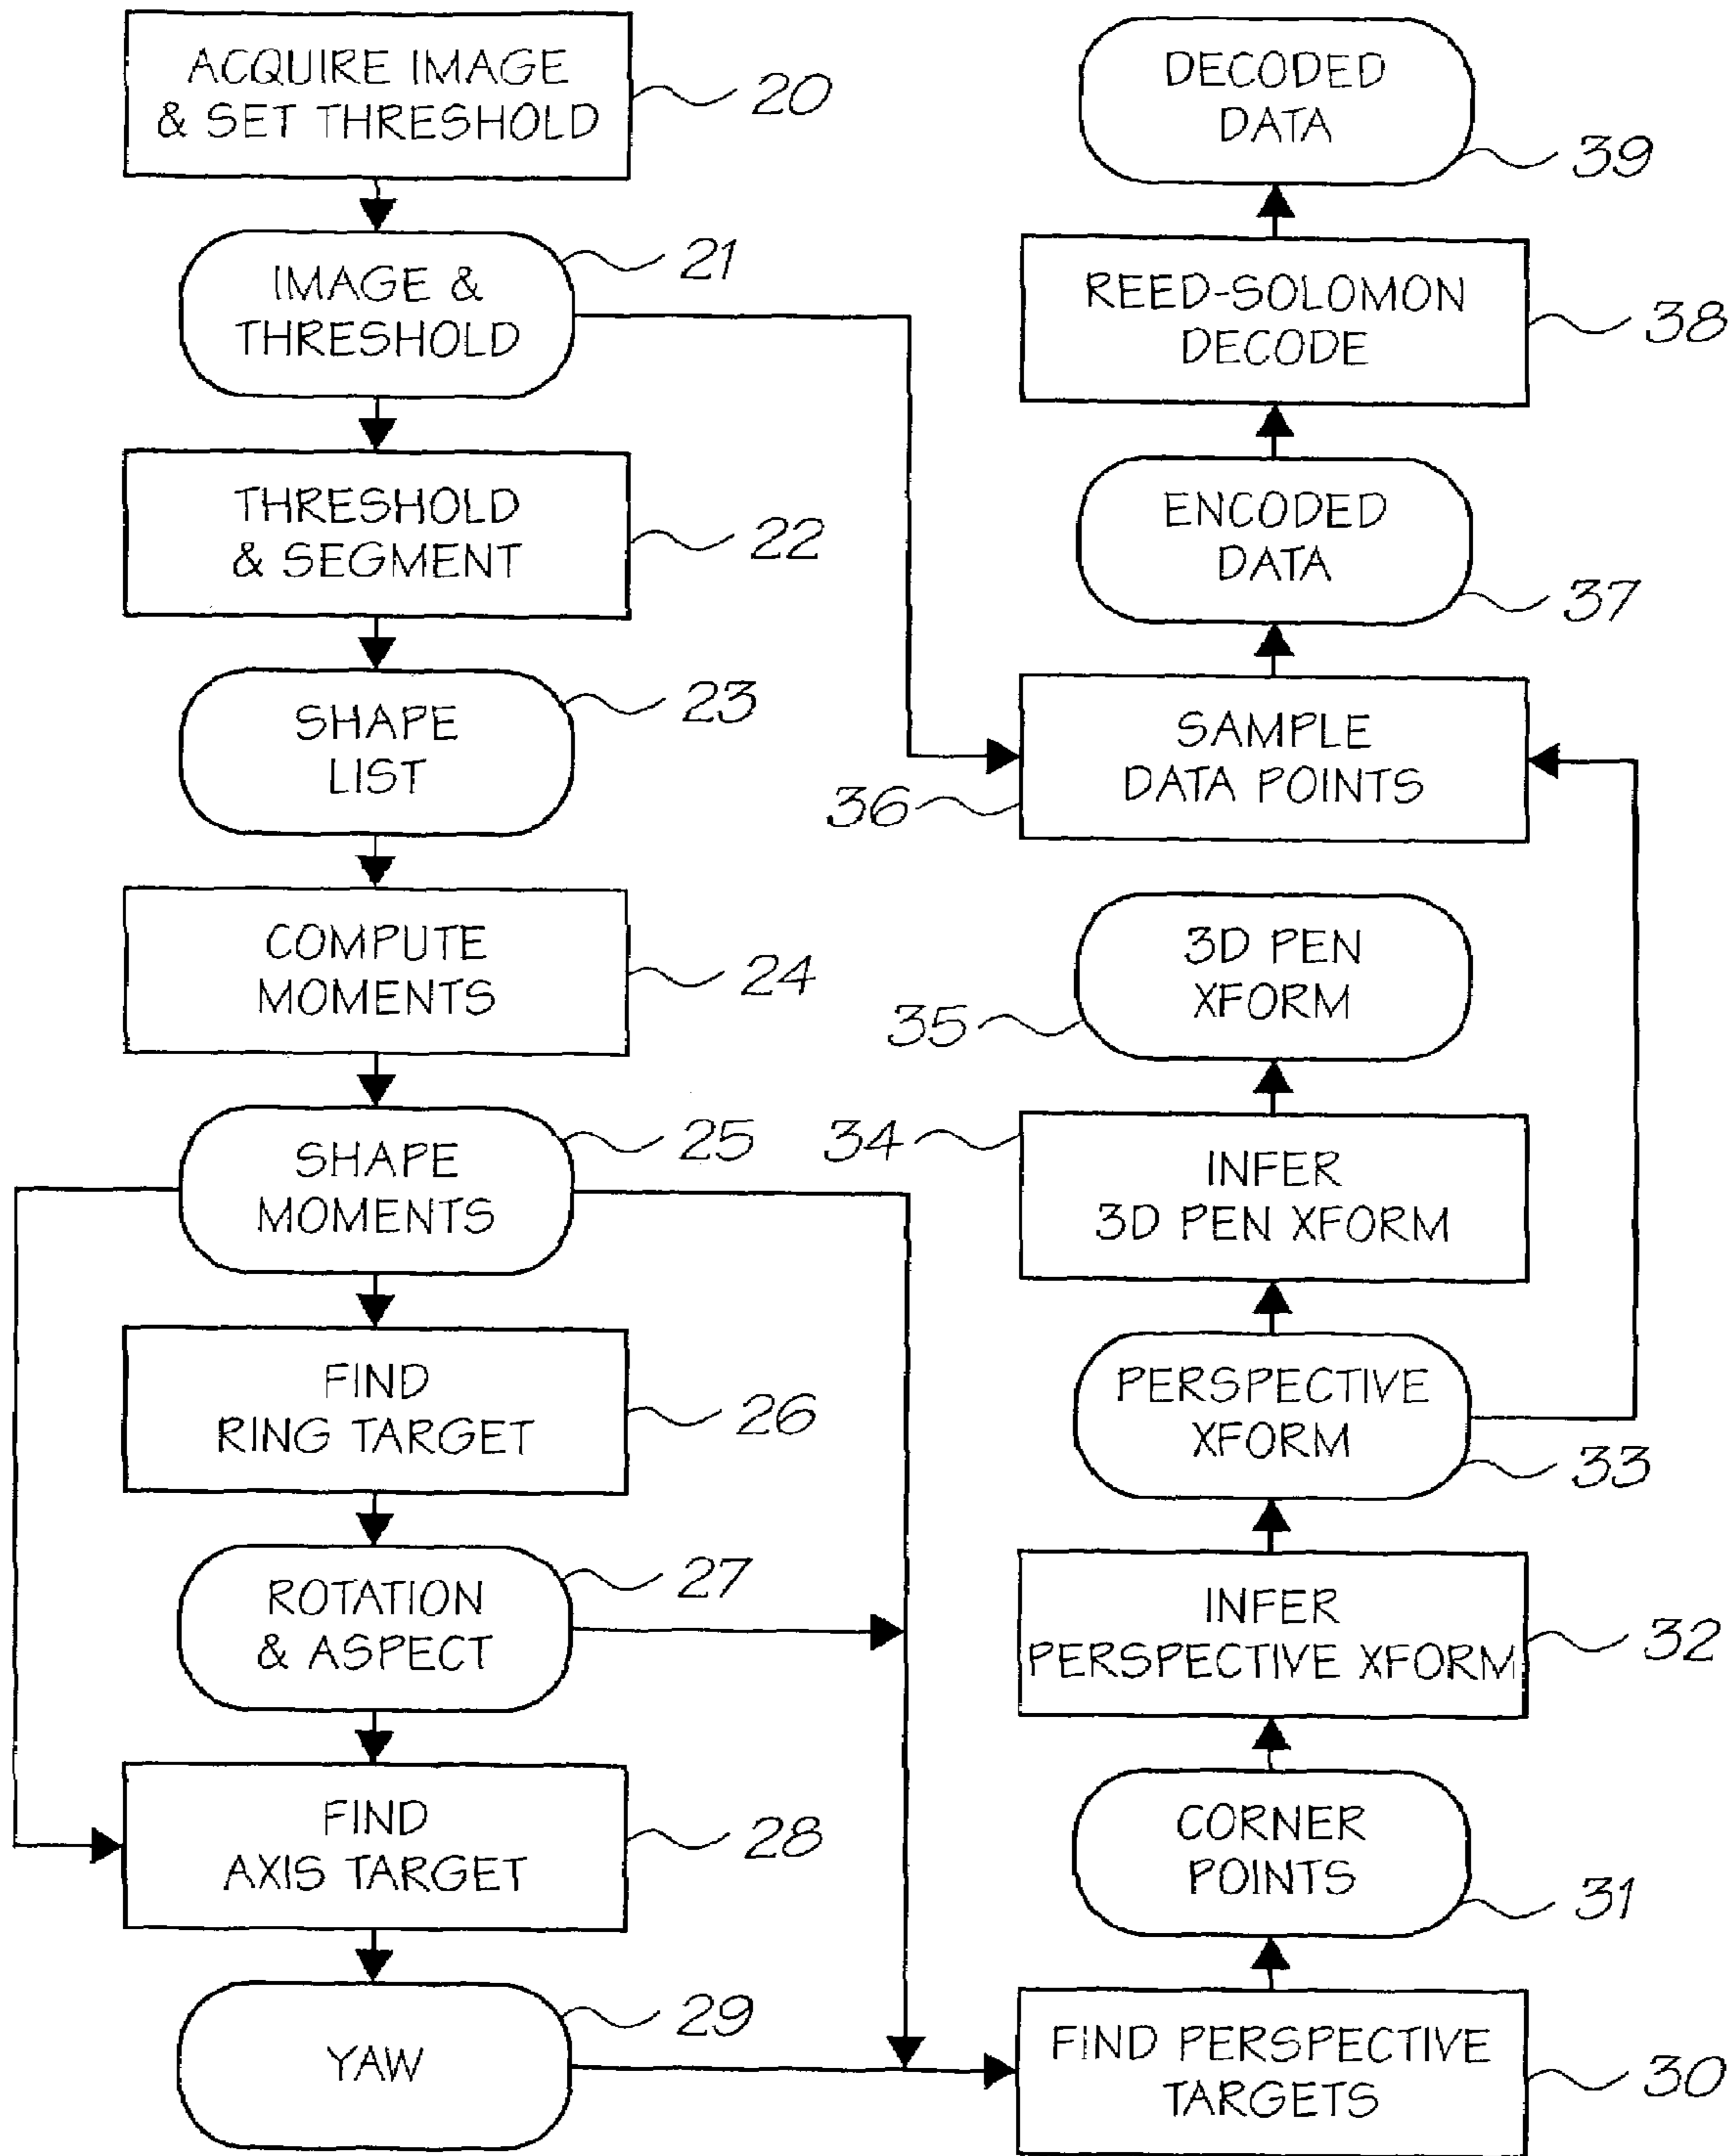 ACQUIRE IMAGE
& SET THRESHOLD
20
IMAGE &
THRESHOLD
21
THRESHOLD
& SEGMENT
22
SHAPE
LIST
23
COMPUTE
MOMENTS
24
SHAPE
MOMENTS
25
FIND
RING TARGET
26
ROTATION
& ASPECT
27
FIND
AXIS TARGET
28
YAW
29
DECODED
DATA
39
REED-SOLOMON
DECODE
38
ENCODED
DATA
37
SAMPLE
DATA POINTS
36
3D PEN
XFORM
35
INFER
3D PEN XFORM
34
PERSPECTIVE
XFORM
33
INFER
PERSPECTIVE XFORM
32
CORNER
POINTS
31
FIND PERSPECTIVE
TARGETS
30